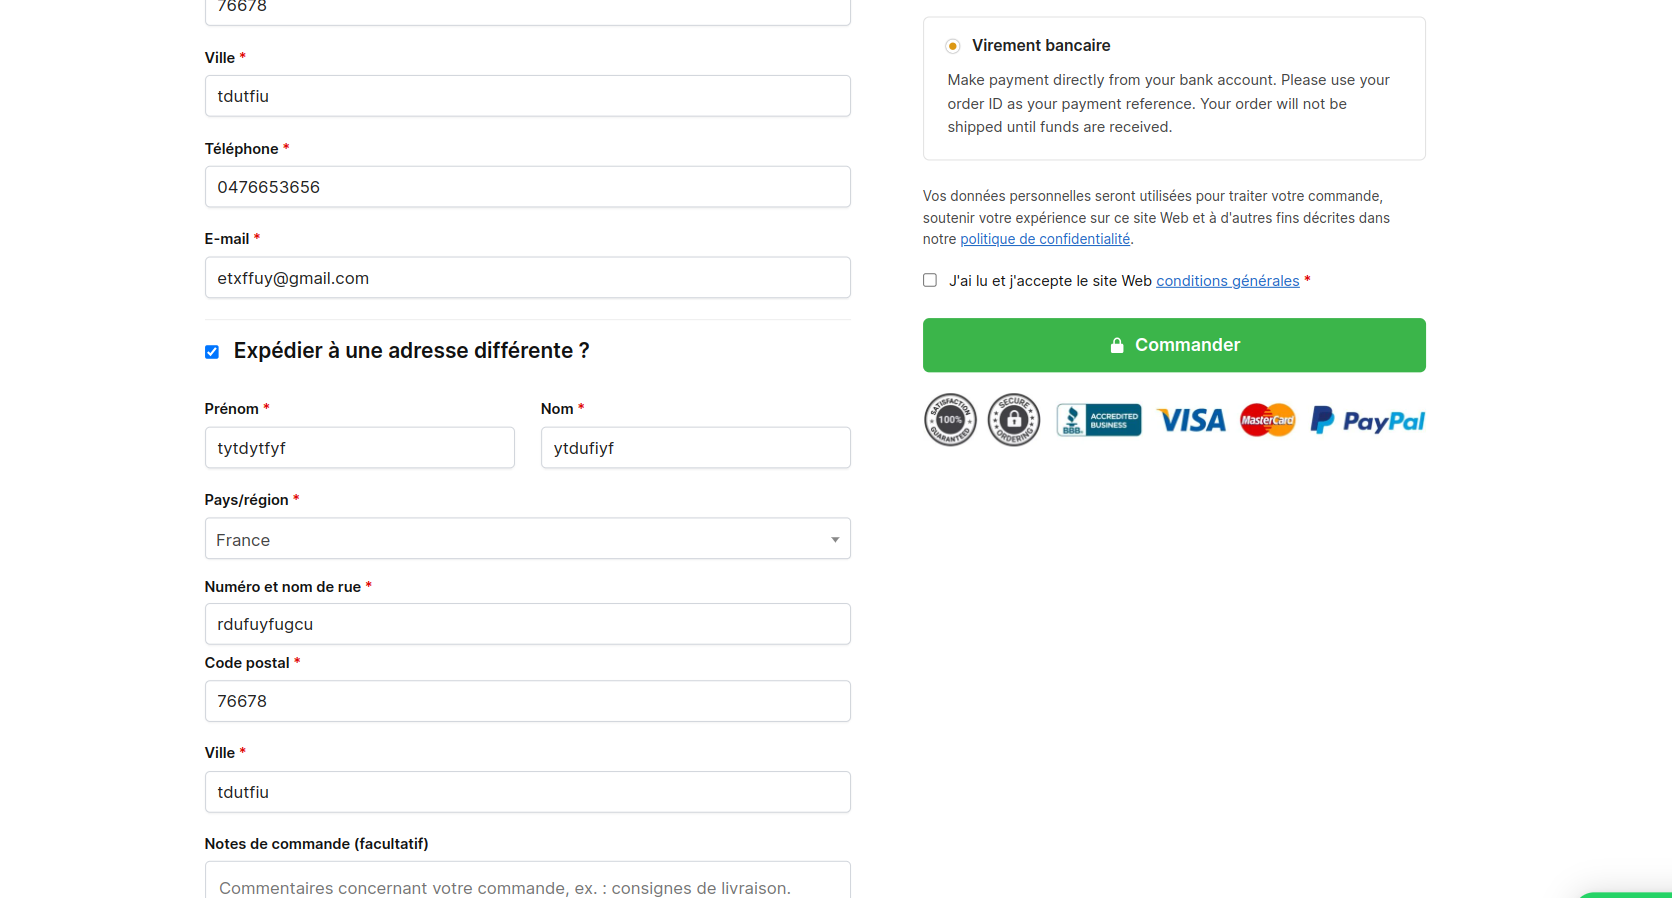 76678
Ville *
tdutfiu
Téléphone *
0476653656
E-mail *
etxffuy@gmail.com
Expédier à une adresse différente ?
Prénom *
Nom *
tytdytfyf
ytdufiyf
Pays/région *
France
Numéro et nom de rue *
rdufuyfugcu
Code postal *
76678
Ville *
tdutfiu
Notes de commande (facultatif)
Commentaires concernant votre commande, ex. : consignes de livraison.
Virement bancaire
Make payment directly from your bank account. Please use your
order ID as your payment reference. Your order will not be
shipped until funds are received.
Vos données personnelles seront utilisées pour traiter votre commande,
soutenir votre expérience sur ce site Web et à d'autres fins décrites dans
notre politique de confidentialité.
J'ai lu et j'accepte le site Web conditions générales *
Commander
SATISFACTION
100%
GUARANTEED
SECURE
ORDERING
BBB.
ACCREDITED
BUSINESS
VISA
MasterCard
PayPal